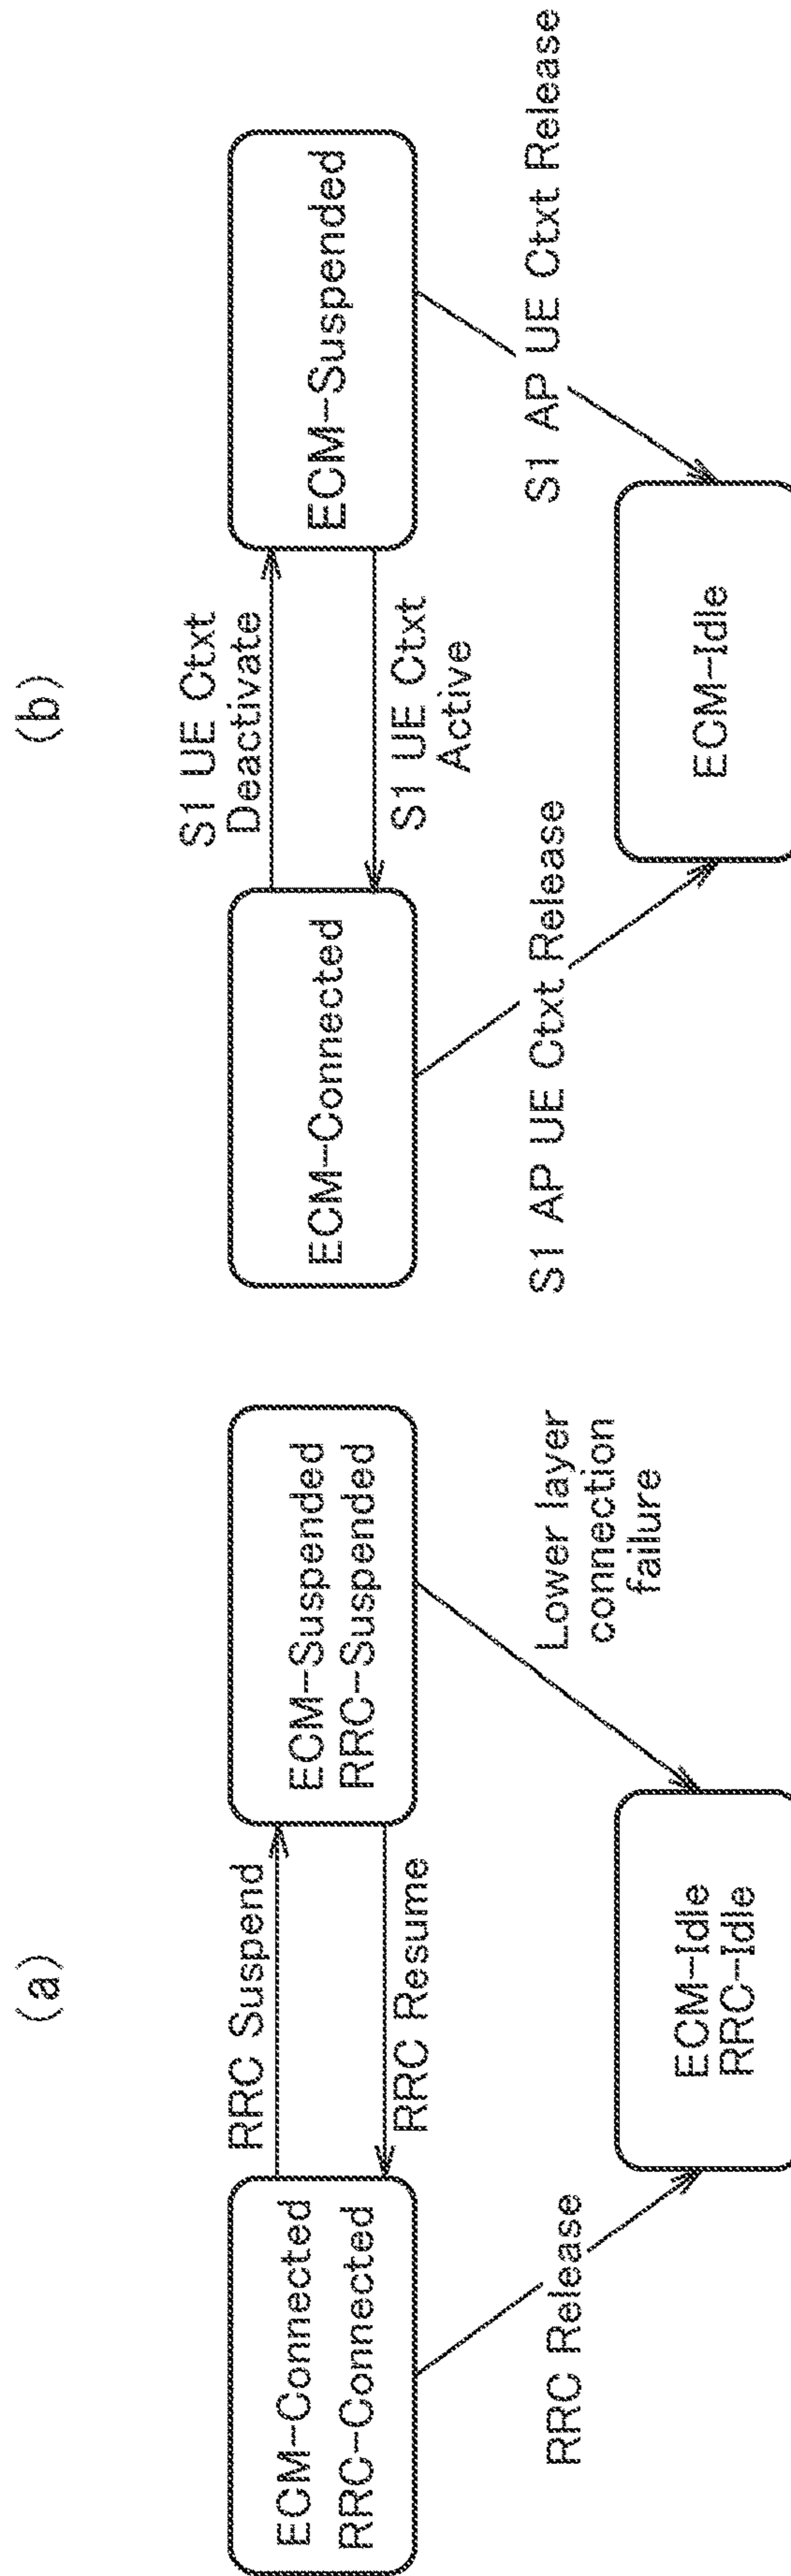 (a)
ECM-Connected
RRC-Connected
RRC Suspend
RRC Resume
ECM-Suspended
RRC-Suspended
RRC Release
Lower layer
connection
failure
ECM-Idle
RRC-Idle
(b)
ECM-Connected
S1 UE Ctxt
Deactivate
S1 UE Ctxt
Active
ECM-Suspended
S1 AP UE Ctxt Release
S1 AP UE Ctxt Release
ECM-Idle